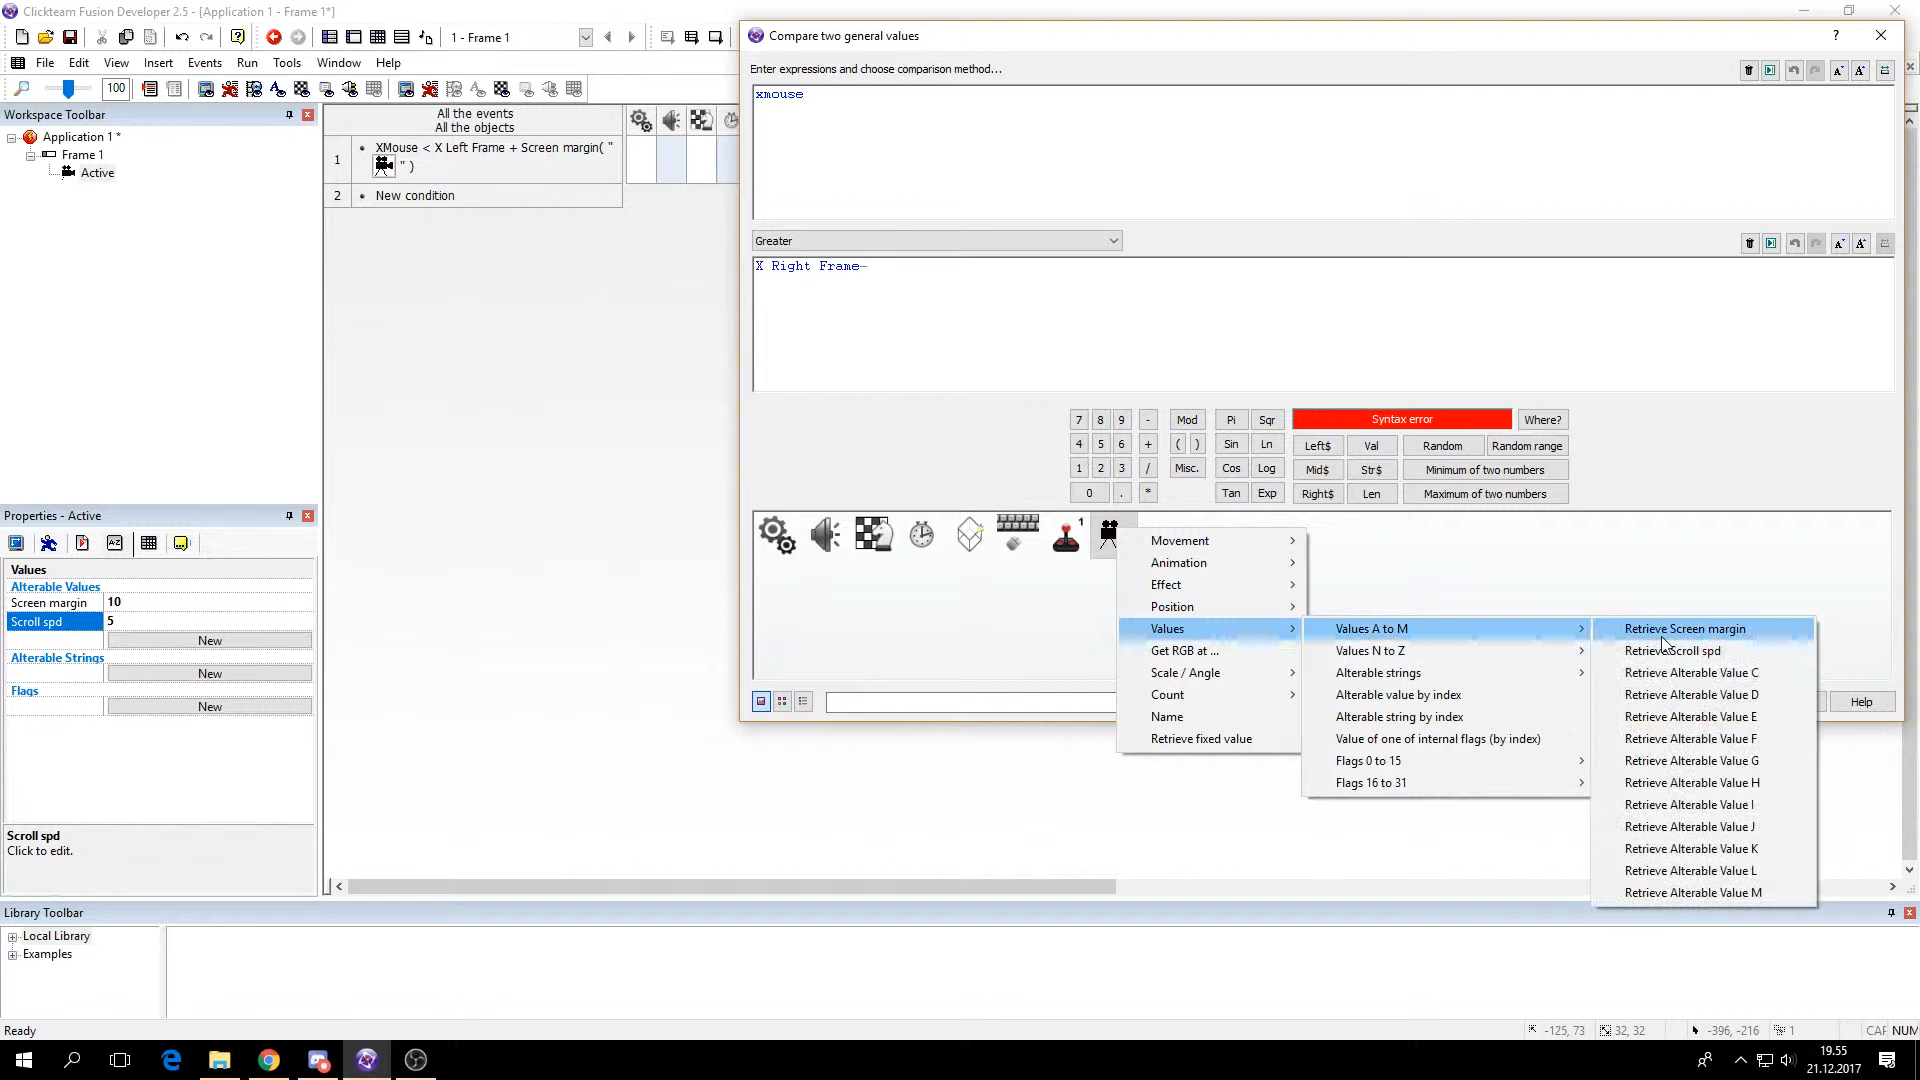 Clickteam Fusion Developer 2.5 - [Application 1 - Frame 1*]
1 - Frame 1
File Edit View Insert Events Run Tools Window Help
100
Workspace Toolbar
Application 1 *
Frame 1
Active
All the events
All the objects
1 • XMouse < X Left Frame + Screen margin( "
" )
2 • New condition
Compare two general values
?
Enter expressions and choose comparison method...
xmouse
Greater
X Right Frame-
7 8 9 - Mod Pi Sqr Syntax error Where?
4 5 6 + ( ) Sin Ln Left$ Val Random Random range
1 2 3 / Misc. Cos Log Mid$ Str$ Minimum of two numbers
0 . * Tan Exp Right$ Len Maximum of two numbers
1
Movement
Animation
Effect
Position
Values
Get RGB at ...
Scale / Angle
Count
Name
Retrieve fixed value
Values A to M
Values N to Z
Alterable strings
Alterable value by index
Alterable string by index
Value of one of internal flags (by index)
Flags 0 to 15
Flags 16 to 31
Retrieve Screen margin
Retrieve Scroll spd
Retrieve Alterable Value C
Retrieve Alterable Value D
Retrieve Alterable Value E
Retrieve Alterable Value F
Retrieve Alterable Value G
Retrieve Alterable Value H
Retrieve Alterable Value I
Retrieve Alterable Value J
Retrieve Alterable Value K
Retrieve Alterable Value L
Retrieve Alterable Value M
Help
Properties - Active
Values
Alterable Values
Screen margin 10
Scroll spd 5
New
Alterable Strings
New
Flags
New
Scroll spd
Click to edit.
Library Toolbar
Local Library
Examples
Ready
-125, 73
32, 32
-396, -216
1
CAP NUM
19.55
21.12.2017